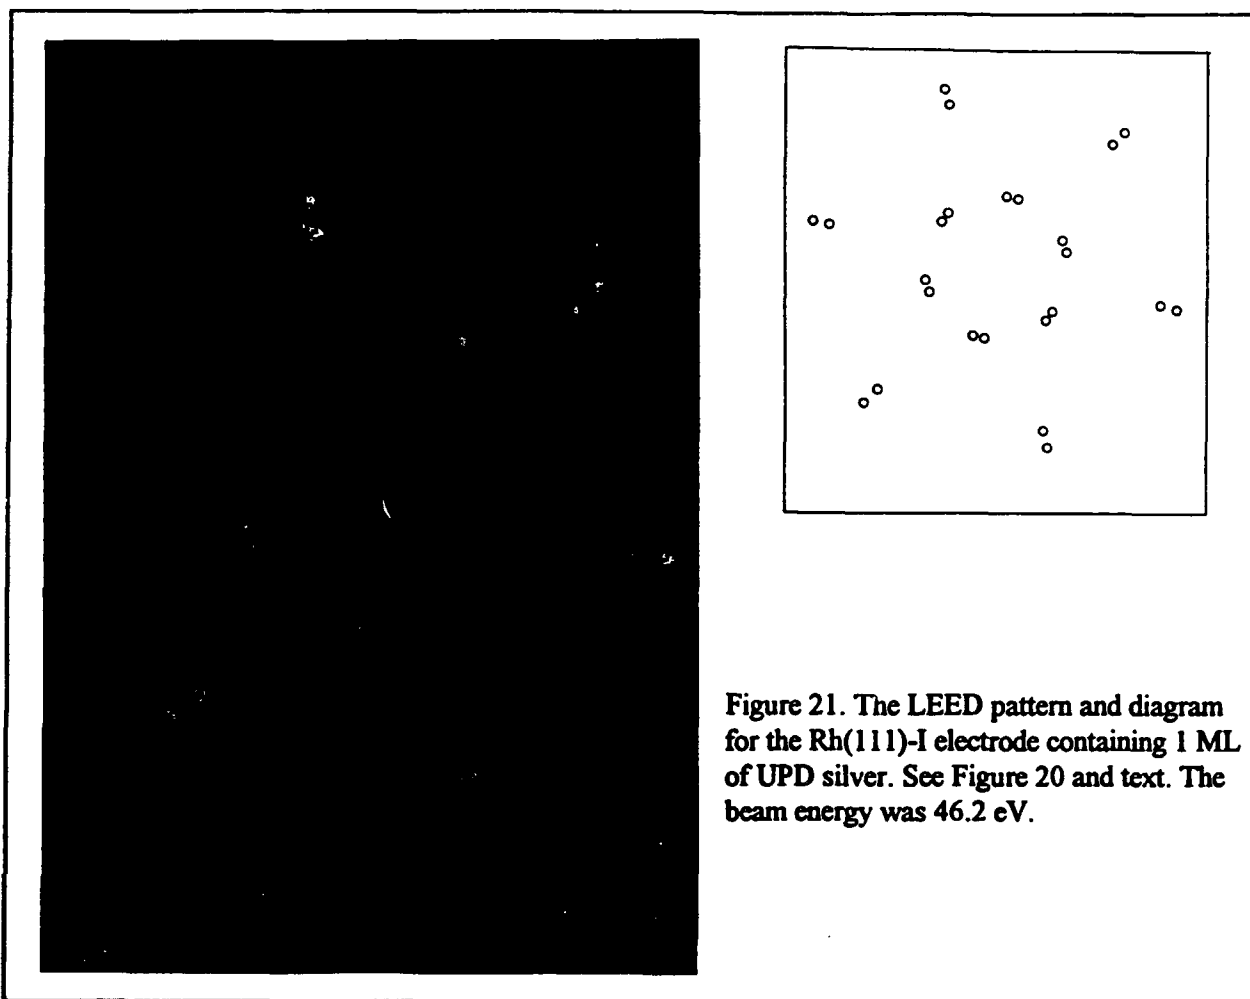 Figure 21. The LEED pattern and diagram
for the Rh(111)-I electrode containing 1 ML
of UPD silver. See Figure 20 and text. The
beam energy was 46.2 eV.